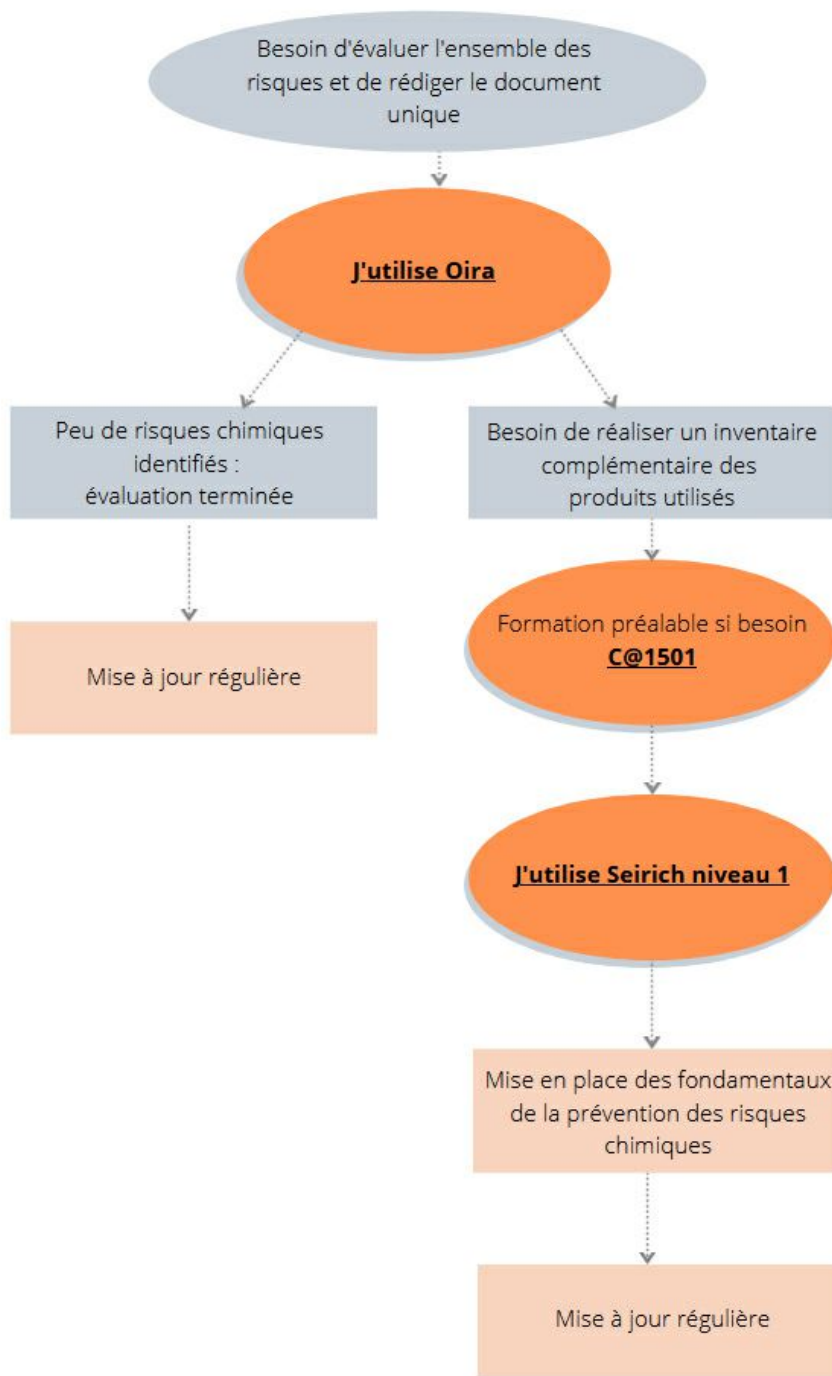 Besoin d'évaluer l'ensemble des
risques et de rédiger le document
unique
J'utilise Oira
Peu de risques chimiques
identifiés :
évaluation terminée
Mise à jour régulière
Besoin de réaliser un inventaire
complémentaire des
produits utilisés
Formation préalable si besoin
C@1501
J'utilise Seirich niveau 1
Mise en place des fondamentaux
de la prévention des risques
chimiques
Mise à jour régulière